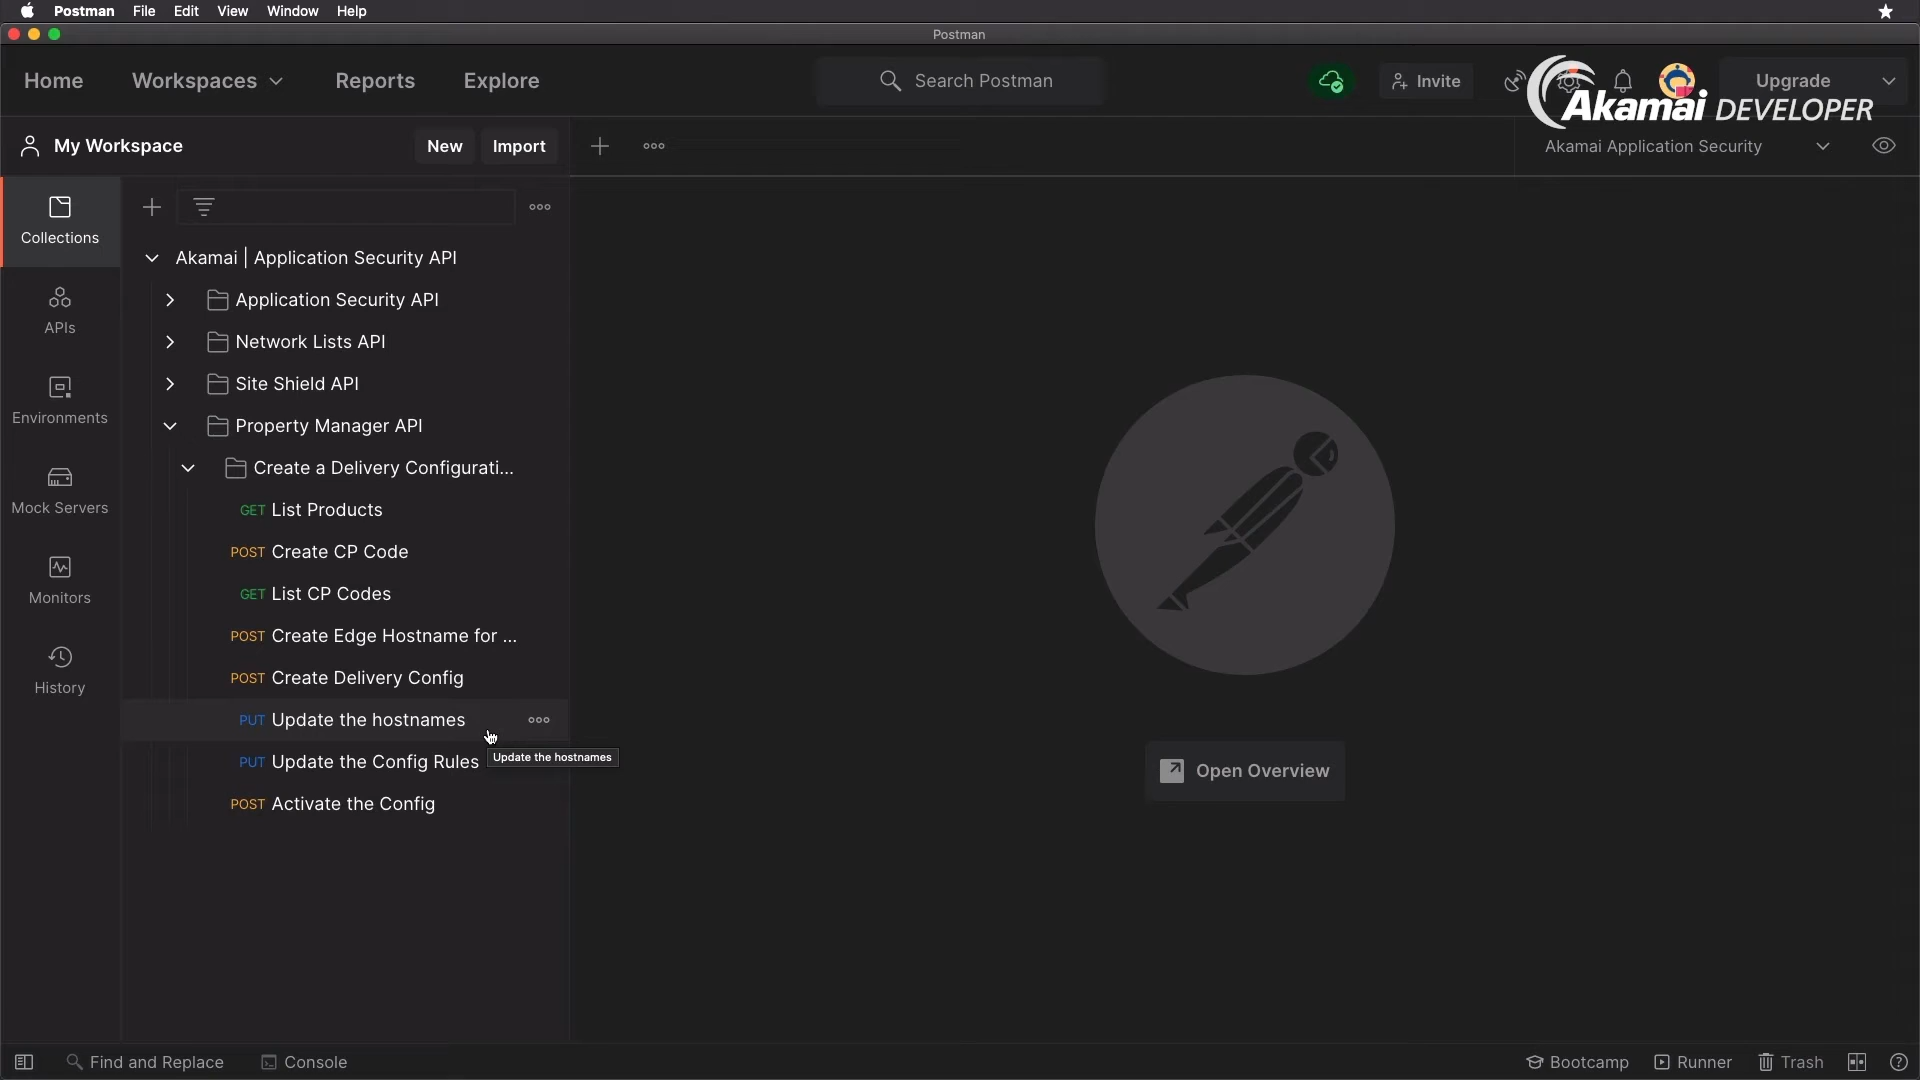 Postman File Edit View Window Help
Postman
Home Workspaces Reports Explore Search Postman Invite Upgrade
Akamai DEVELOPER
My Workspace New Import Akamai Application Security
Collections
APIs
Environments
Mock Servers
Monitors
History
Akamai | Application Security API
Application Security API
Network Lists API
Site Shield API
Property Manager API
Create a Delivery Configurati...
GET List Products
POST Create CP Code
GET List CP Codes
POST Create Edge Hostname for ...
POST Create Delivery Config
PUT Update the hostnames
Update the hostnames
PUT Update the Config Rules
POST Activate the Config
Open Overview
Find and Replace Console Bootcamp Runner Trash